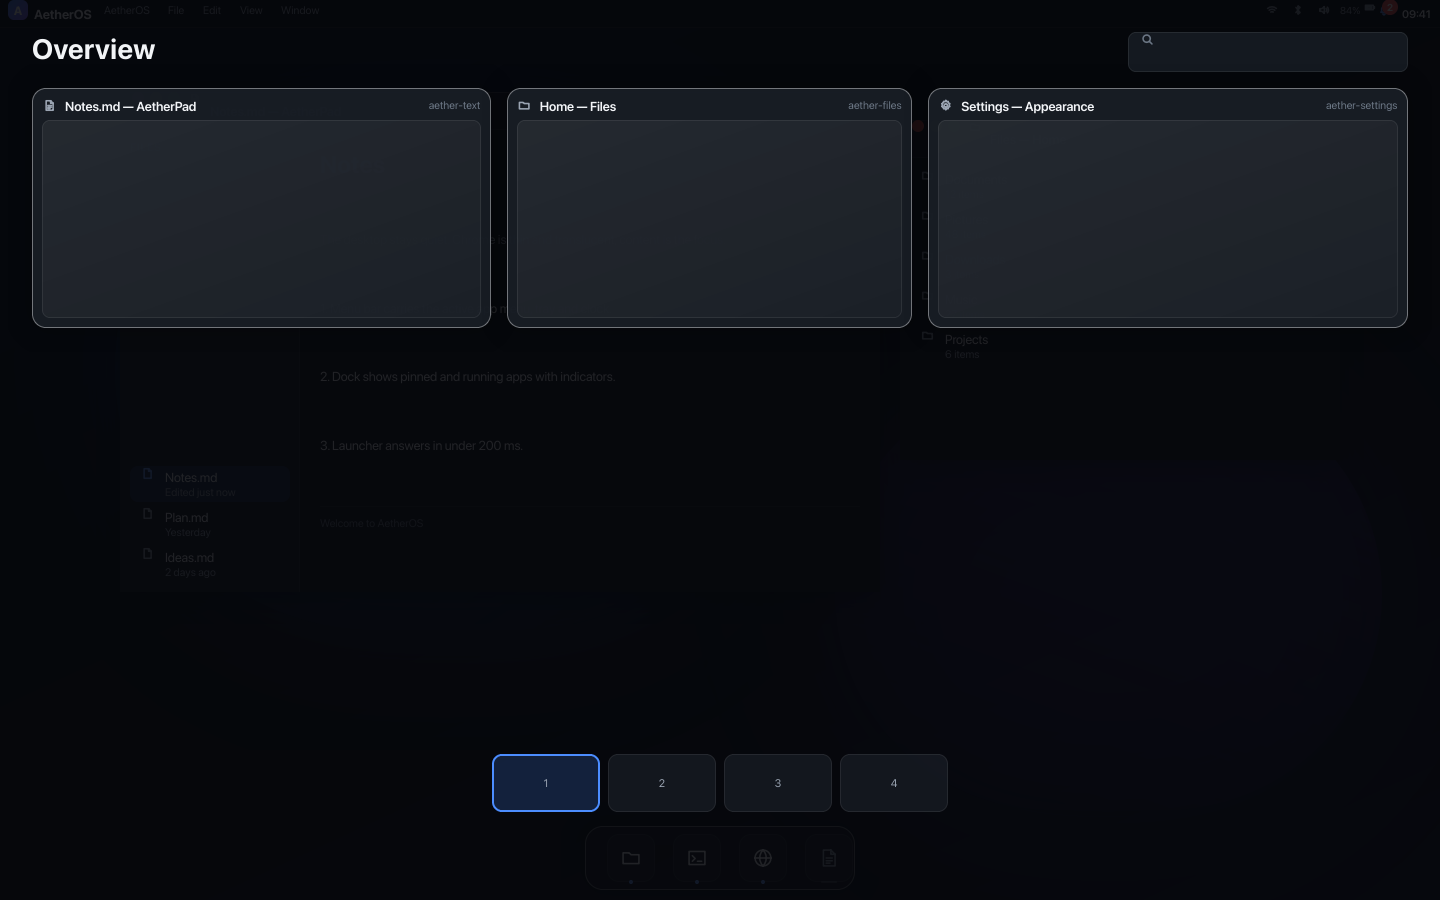 A AetherOS AetherOS File Edit View Window 84% 2 09:41
Overview
Notes.md — AetherPad aether-text
Home — Files aether-files
Settings — Appearance aether-settings
Projects
6 items
2. Dock shows pinned and running apps with indicators.
3. Launcher answers in under 200 ms.
Notes.md
Edited just now
Plan.md
Yesterday
Ideas.md
2 days ago
Welcome to AetherOS
1 2 3 4